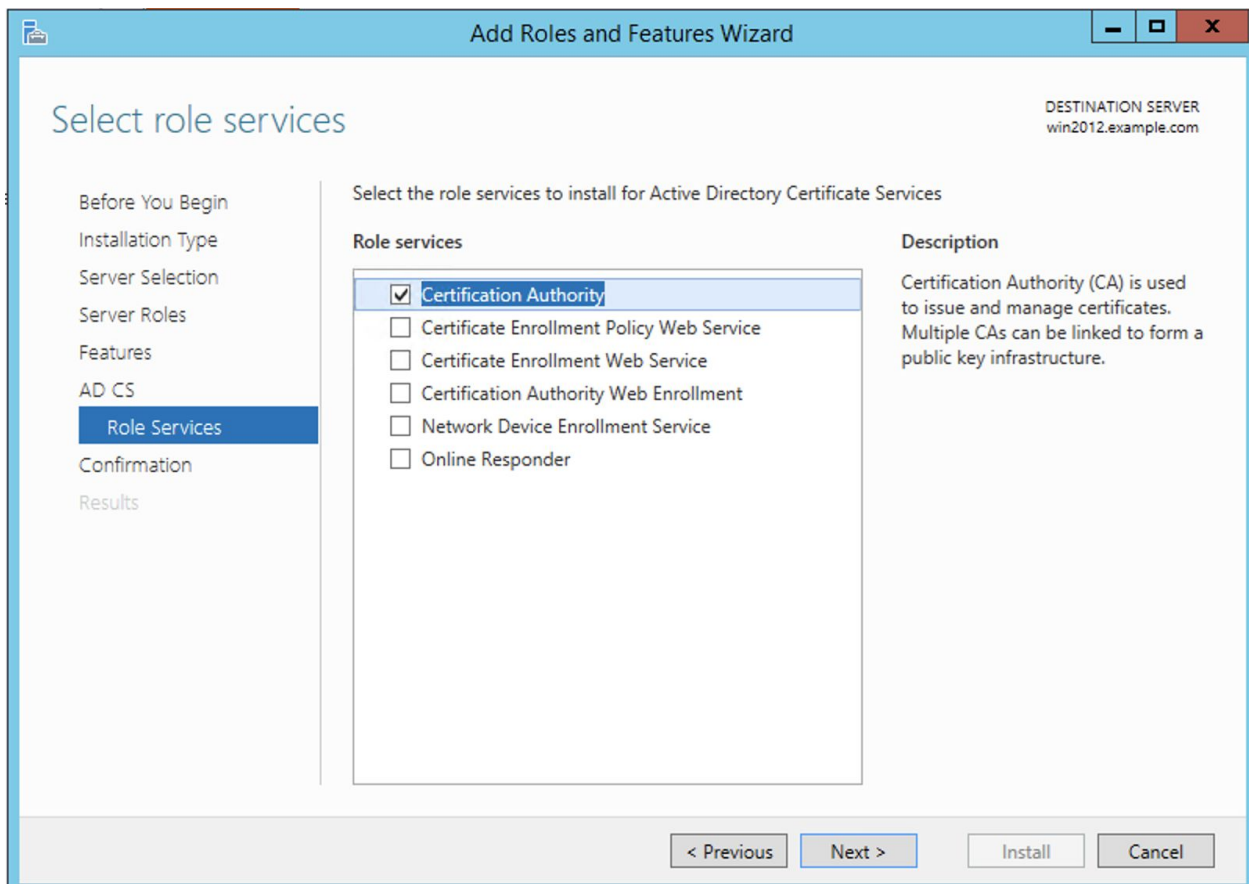 Add Roles and Features Wizard
X
Select role services
DESTINATION SERVER
win2012.example.com
Before You Begin
Installation Type
Server Selection
Server Roles
Features
AD CS
Role Services
Confirmation
Results
Select the role services to install for Active Directory Certificate Services
Role services
Certification Authority
Certificate Enrollment Policy Web Service
Certificate Enrollment Web Service
Certification Authority Web Enrollment
Network Device Enrollment Service
Online Responder
Description
Certification Authority (CA) is used
to issue and manage certificates.
Multiple CAs can be linked to form a
public key infrastructure.
< Previous
Next >
Install
Cancel